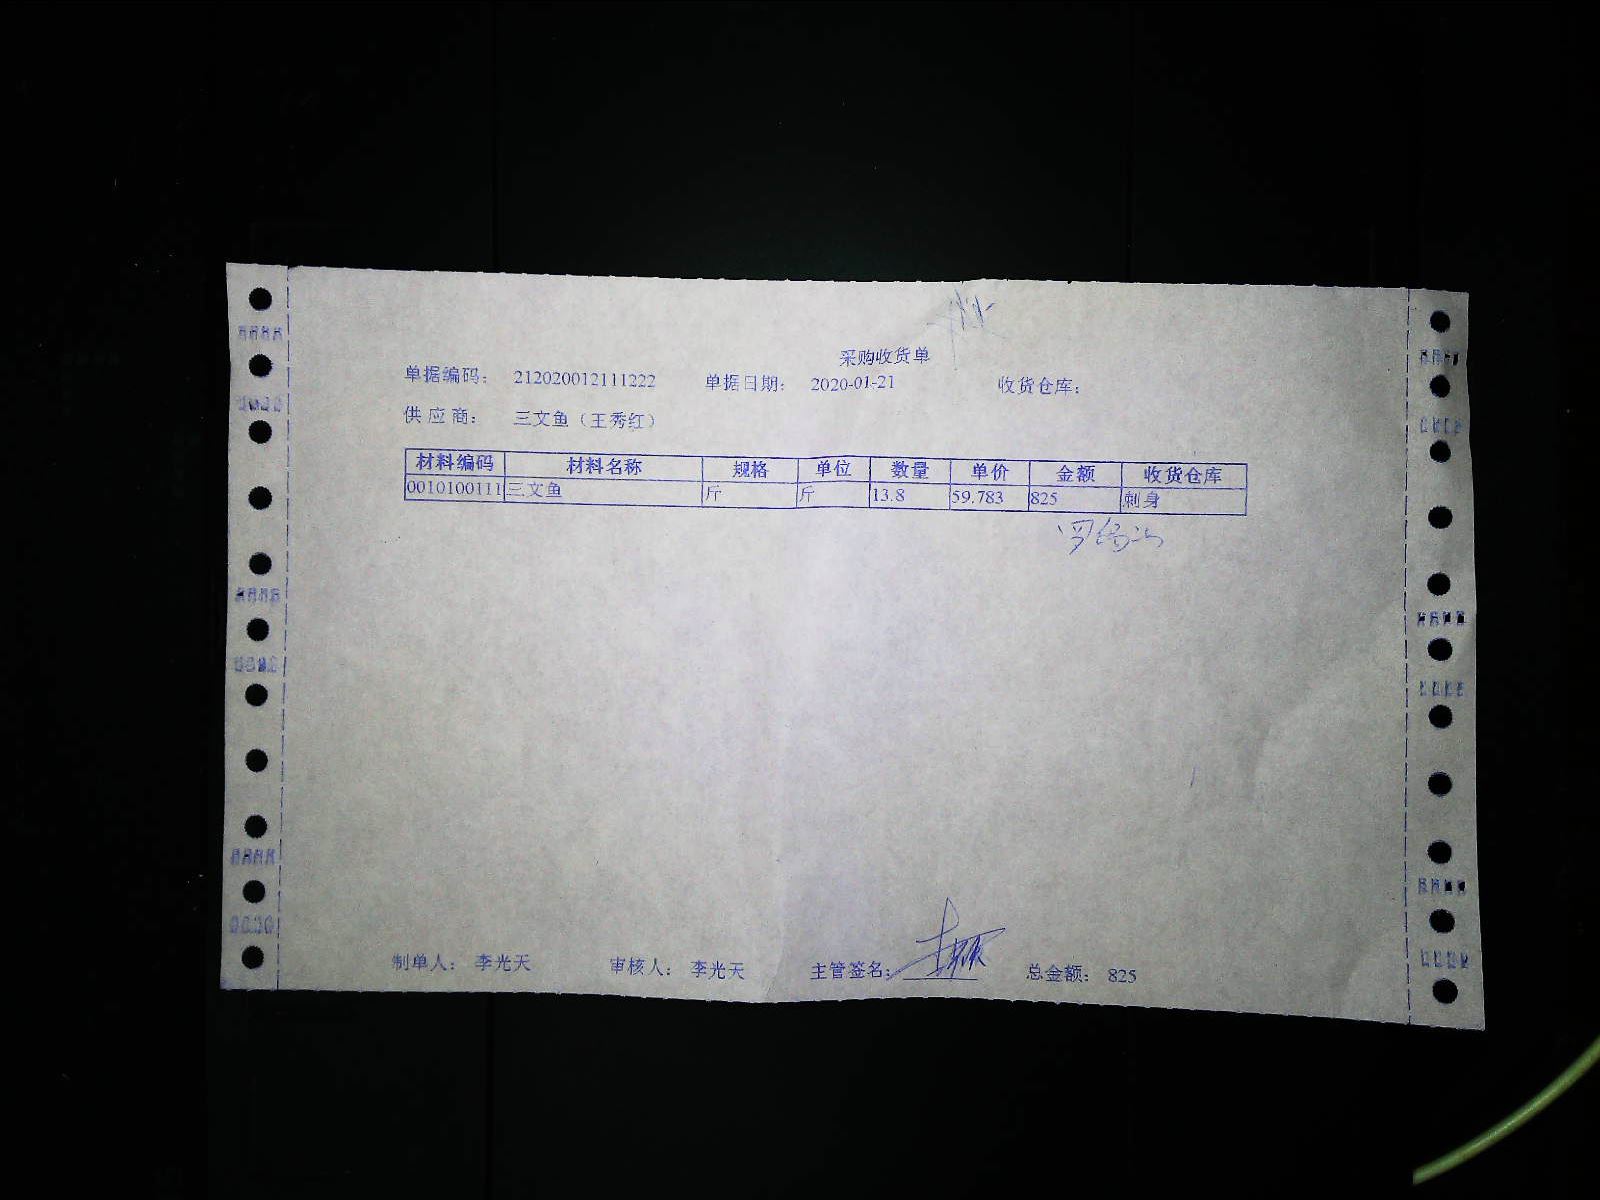 采购收货单
单据编码： 212020012111222 单据日期： 2020-01-21 收货仓库：
供应商： 三文鱼（王秀红）
材料编码 材料名称 规格 单位 数量 单价 金额 收货仓库
0010100111 三文鱼 斤 斤 13.8 59.783 825 刺身
制单人： 李光天 审核人： 李光天 主管签名： 总金额： 825